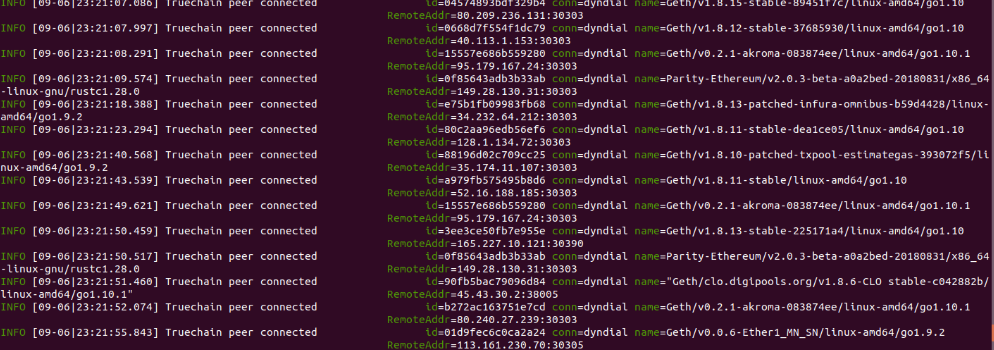 INFO [09-06|23:21:07.086] Truechain peer connected id=04574893bdf329b4 conn=dyndial name=Geth/v1.8.15-stable-89451f7c/linux-amd64/go1.10
RemoteAddr=80.209.236.131:30303
INFO [09-06|23:21:07.997] Truechain peer connected id=0668d7f554f1dc79 conn=dyndial name=Geth/v1.8.12-stable-37685930/linux-amd64/go1.10
RemoteAddr=40.113.1.153:30303
INFO [09-06|23:21:08.291] Truechain peer connected id=15557e686b559280 conn=dyndial name=Geth/v0.2.1-akroma-083874ee/linux-amd64/go1.10.1
RemoteAddr=95.179.167.24:30303
INFO [09-06|23:21:09.574] Truechain peer connected id=0f85643adb3b33ab conn=dyndial name=Parity-Ethereum/v2.0.3-beta-a0a2bed-20180831/x86_64
-linux-gnu/rustc1.28.0 RemoteAddr=149.28.130.31:30303
INFO [09-06|23:21:18.388] Truechain peer connected id=e75b1fb09983fb68 conn=dyndial name=Geth/v1.8.13-patched-infura-omnibus-b59d4428/linux-
amd64/go1.9.2 RemoteAddr=34.232.64.212:30303
INFO [09-06|23:21:23.294] Truechain peer connected id=80c2aa96edb56ef6 conn=dyndial name=Geth/v1.8.11-stable-dea1ce05/linux-amd64/go1.10
RemoteAddr=128.1.134.72:30303
INFO [09-06|23:21:40.568] Truechain peer connected id=88196d02c709cc25 conn=dyndial name=Geth/v1.8.10-patched-txpool-estimategas-393072f5/li
nux-amd64/go1.9.2 RemoteAddr=35.174.11.107:30303
INFO [09-06|23:21:43.539] Truechain peer connected id=a979fb575495b8d6 conn=dyndial name=Geth/v1.8.11-stable/linux-amd64/go1.10
RemoteAddr=52.16.188.185:30303
INFO [09-06|23:21:49.621] Truechain peer connected id=15557e686b559280 conn=dyndial name=Geth/v0.2.1-akroma-083874ee/linux-amd64/go1.10.1
RemoteAddr=95.179.167.24:30303
INFO [09-06|23:21:50.459] Truechain peer connected id=3ee3ce50fb7e955e conn=dyndial name=Geth/v1.8.13-stable-225171a4/linux-amd64/go1.10
RemoteAddr=165.227.10.121:30390
INFO [09-06|23:21:50.517] Truechain peer connected id=0f85643adb3b33ab conn=dyndial name=Parity-Ethereum/v2.0.3-beta-a0a2bed-20180831/x86_64
-linux-gnu/rustc1.28.0 RemoteAddr=149.28.130.31:30303
INFO [09-06|23:21:51.460] Truechain peer connected id=90fb5bac79096d84 conn=dyndial name="Geth/clo.digipools.org/v1.8.6-CLO stable-c042882b/
linux-amd64/go1.10.1" RemoteAddr=45.43.30.2:38005
INFO [09-06|23:21:52.074] Truechain peer connected id=b272ac163751e7cd conn=dyndial name=Geth/v0.2.1-akroma-083874ee/linux-amd64/go1.10.1
RemoteAddr=80.240.27.239:30303
INFO [09-06|23:21:55.843] Truechain peer connected id=01d9fec6c0ca2a24 conn=dyndial name=Geth/v0.0.6-Ether1_MN_SN/linux-amd64/go1.9.2
RemoteAddr=113.161.230.70:30305